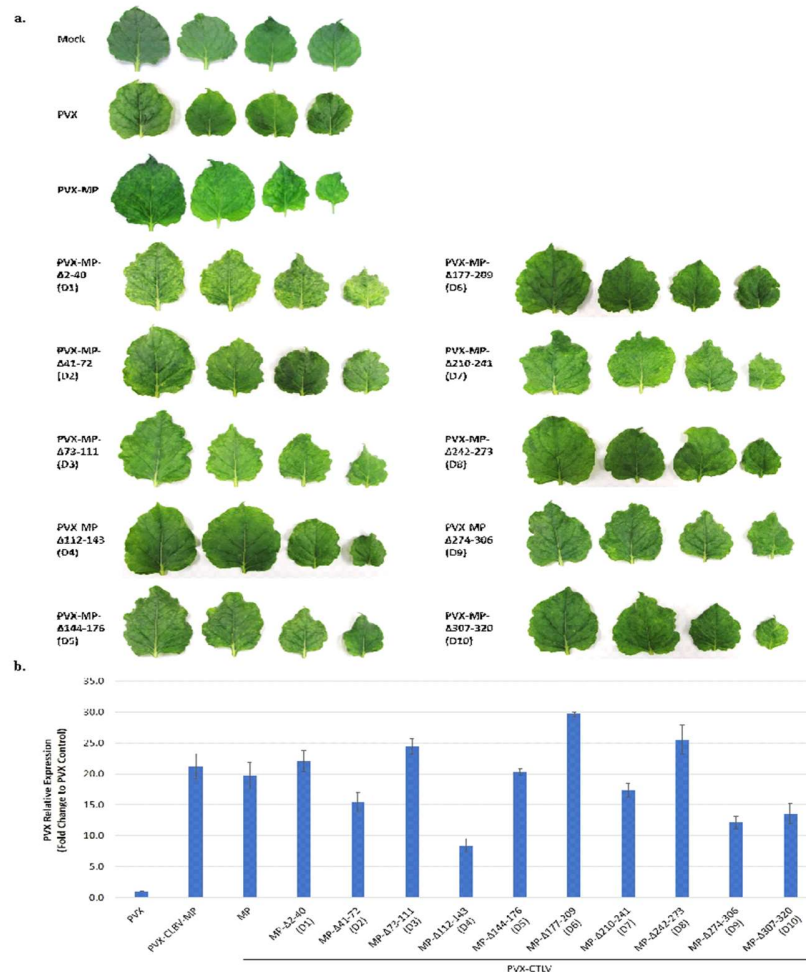 a.
Mock
PVX
PVX-MP
PVX-MP-
Δ2-40
(D1)
PVX-MP-
Δ41-72
(D2)
PVX-MP-
Δ73-111
(D3)
PVX MP
Δ112-143
(D4)
PVX-MP-
Δ144-176
(D5)
PVX-MP-
Δ177-209
(D6)
PVX-MP-
Δ210-241
(D7)
PVX-MP-
Δ242-273
(D8)
PVX MP
Δ274-306
(D9)
PVX-MP-
Δ307-320
(D10)
b.
PVX Relative Expression
(Fold Change to PVX Control)
35.0
30.0
25.0
20.0
15.0
10.0
5.0
0.0
PVX
PVX-CLBV-MP
MP
MP-Δ2-40
(D1)
MP-Δ41-72
(D2)
MP-Δ73-111
(D3)
MP-Δ112-143
(D4)
MP-Δ144-176
(D5)
MP-Δ177-209
(D6)
MP-Δ210-241
(D7)
MP-Δ242-273
(D8)
MP-Δ274-306
(D9)
MP-Δ307-320
(D10)
PVX-CTLV